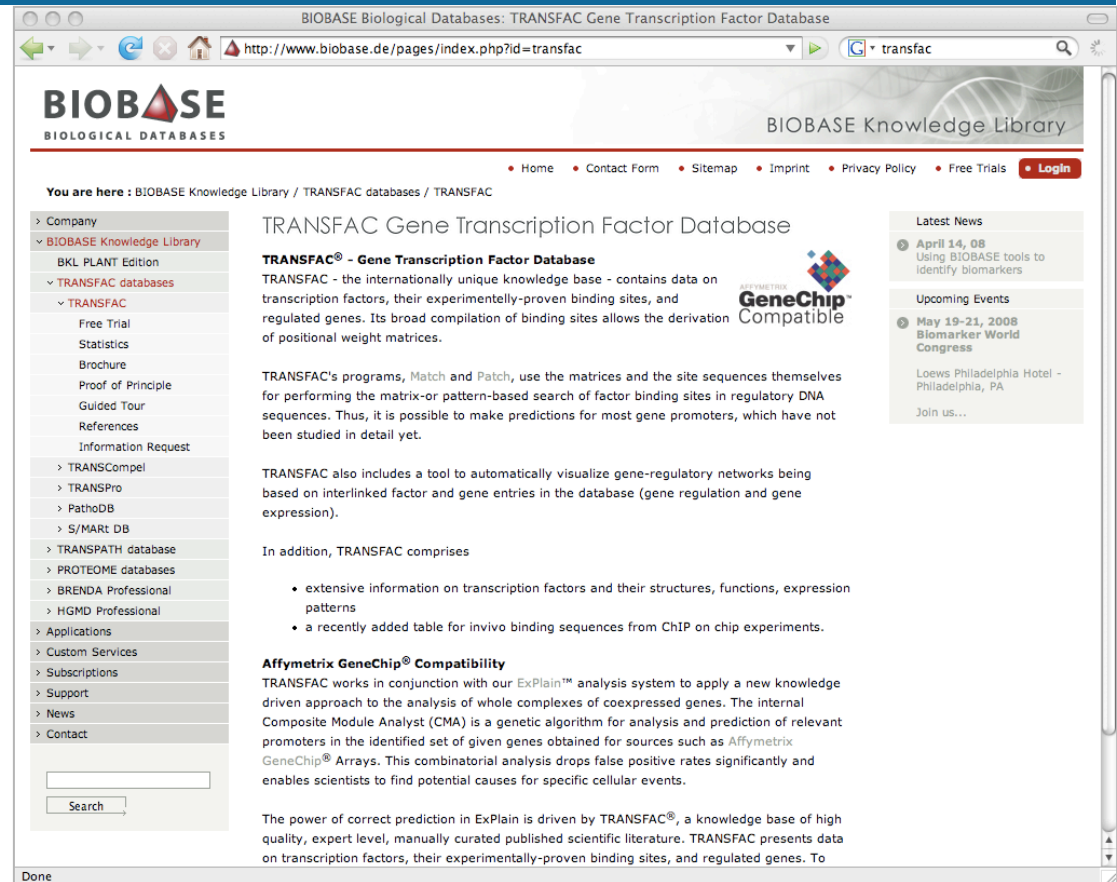 BIOBASE Biological Databases: TRANSFAC Gene Transcription Factor Database
http://www.biobase.de/pages/index.php?id=transfac
G
transfac
BIOBASE
BIOLOGICAL DATABASES
BIOBASE Knowledge Library
• Home • Contact Form • Sitemap • Imprint • Privacy Policy • Free Trials • Login
You are here : BIOBASE Knowledge Library / TRANSFAC databases / TRANSFAC
Company
BIOBASE Knowledge Library
BKL PLANT Edition
TRANSFAC databases
TRANSFAC
Free Trial
Statistics
Brochure
Proof of Principle
Guided Tour
References
Information Request
TRANSCompel
TRANSPro
PathoDB
S/MARt DB
TRANSPATH database
PROTEOME databases
BRENDA Professional
HGMD Professional
Applications
Custom Services
Subscriptions
Support
News
Contact
Search
TRANSFAC Gene Transcription Factor Database
TRANSFAC® - Gene Transcription Factor Database
TRANSFAC - the internationally unique knowledge base - contains data on
transcription factors, their experimentelly-proven binding sites, and
regulated genes. Its broad compilation of binding sites allows the derivation
of positional weight matrices.
AFFYMETRIX
GeneChip™
Compatible
TRANSFAC's programs, Match and Patch, use the matrices and the site sequences themselves
for performing the matrix-or pattern-based search of factor binding sites in regulatory DNA
sequences. Thus, it is possible to make predictions for most gene promoters, which have not
been studied in detail yet.
TRANSFAC also includes a tool to automatically visualize gene-regulatory networks being
based on interlinked factor and gene entries in the database (gene regulation and gene
expression).
In addition, TRANSFAC comprises
• extensive information on transcription factors and their structures, functions, expression
patterns
• a recently added table for invivo binding sequences from ChIP on chip experiments.
Affymetrix GeneChip® Compatibility
TRANSFAC works in conjunction with our ExPlain™ analysis system to apply a new knowledge
driven approach to the analysis of whole complexes of coexpressed genes. The internal
Composite Module Analyst (CMA) is a genetic algorithm for analysis and prediction of relevant
promoters in the identified set of given genes obtained for sources such as Affymetrix
GeneChip® Arrays. This combinatorial analysis drops false positive rates significantly and
enables scientists to find potential causes for specific cellular events.
The power of correct prediction in ExPlain is driven by TRANSFAC®, a knowledge base of high
quality, expert level, manually curated published scientific literature. TRANSFAC presents data
on transcription factors, their experimentally-proven binding sites, and regulated genes. To
Latest News
April 14, 08
Using BIOBASE tools to
identify biomarkers
Upcoming Events
May 19-21, 2008
Biomarker World
Congress
Loews Philadelphia Hotel -
Philadelphia, PA
Join us...
Done